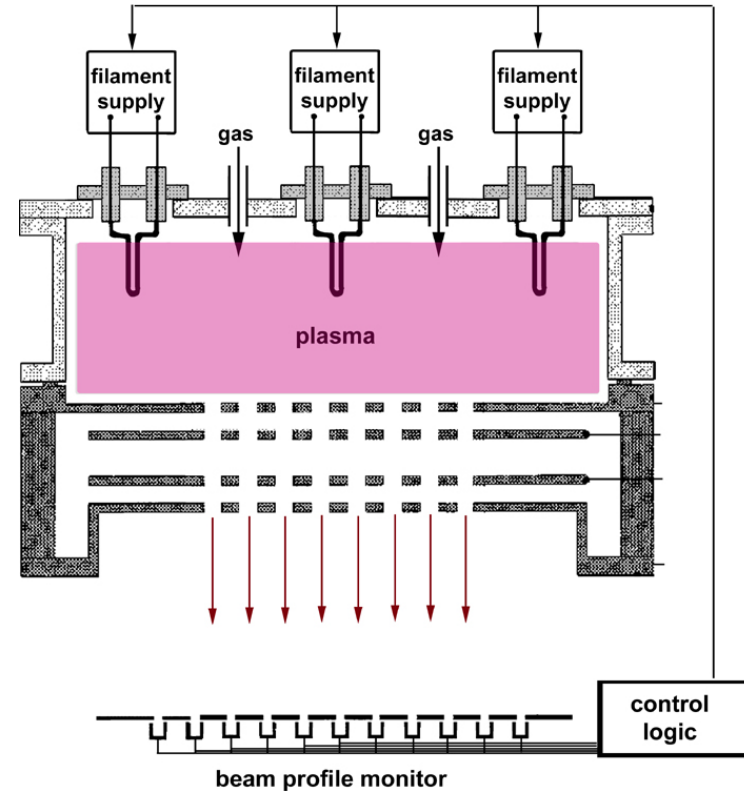 filament
supply
filament
supply
filament
supply
gas
gas
plasma
control
logic
beam profile monitor